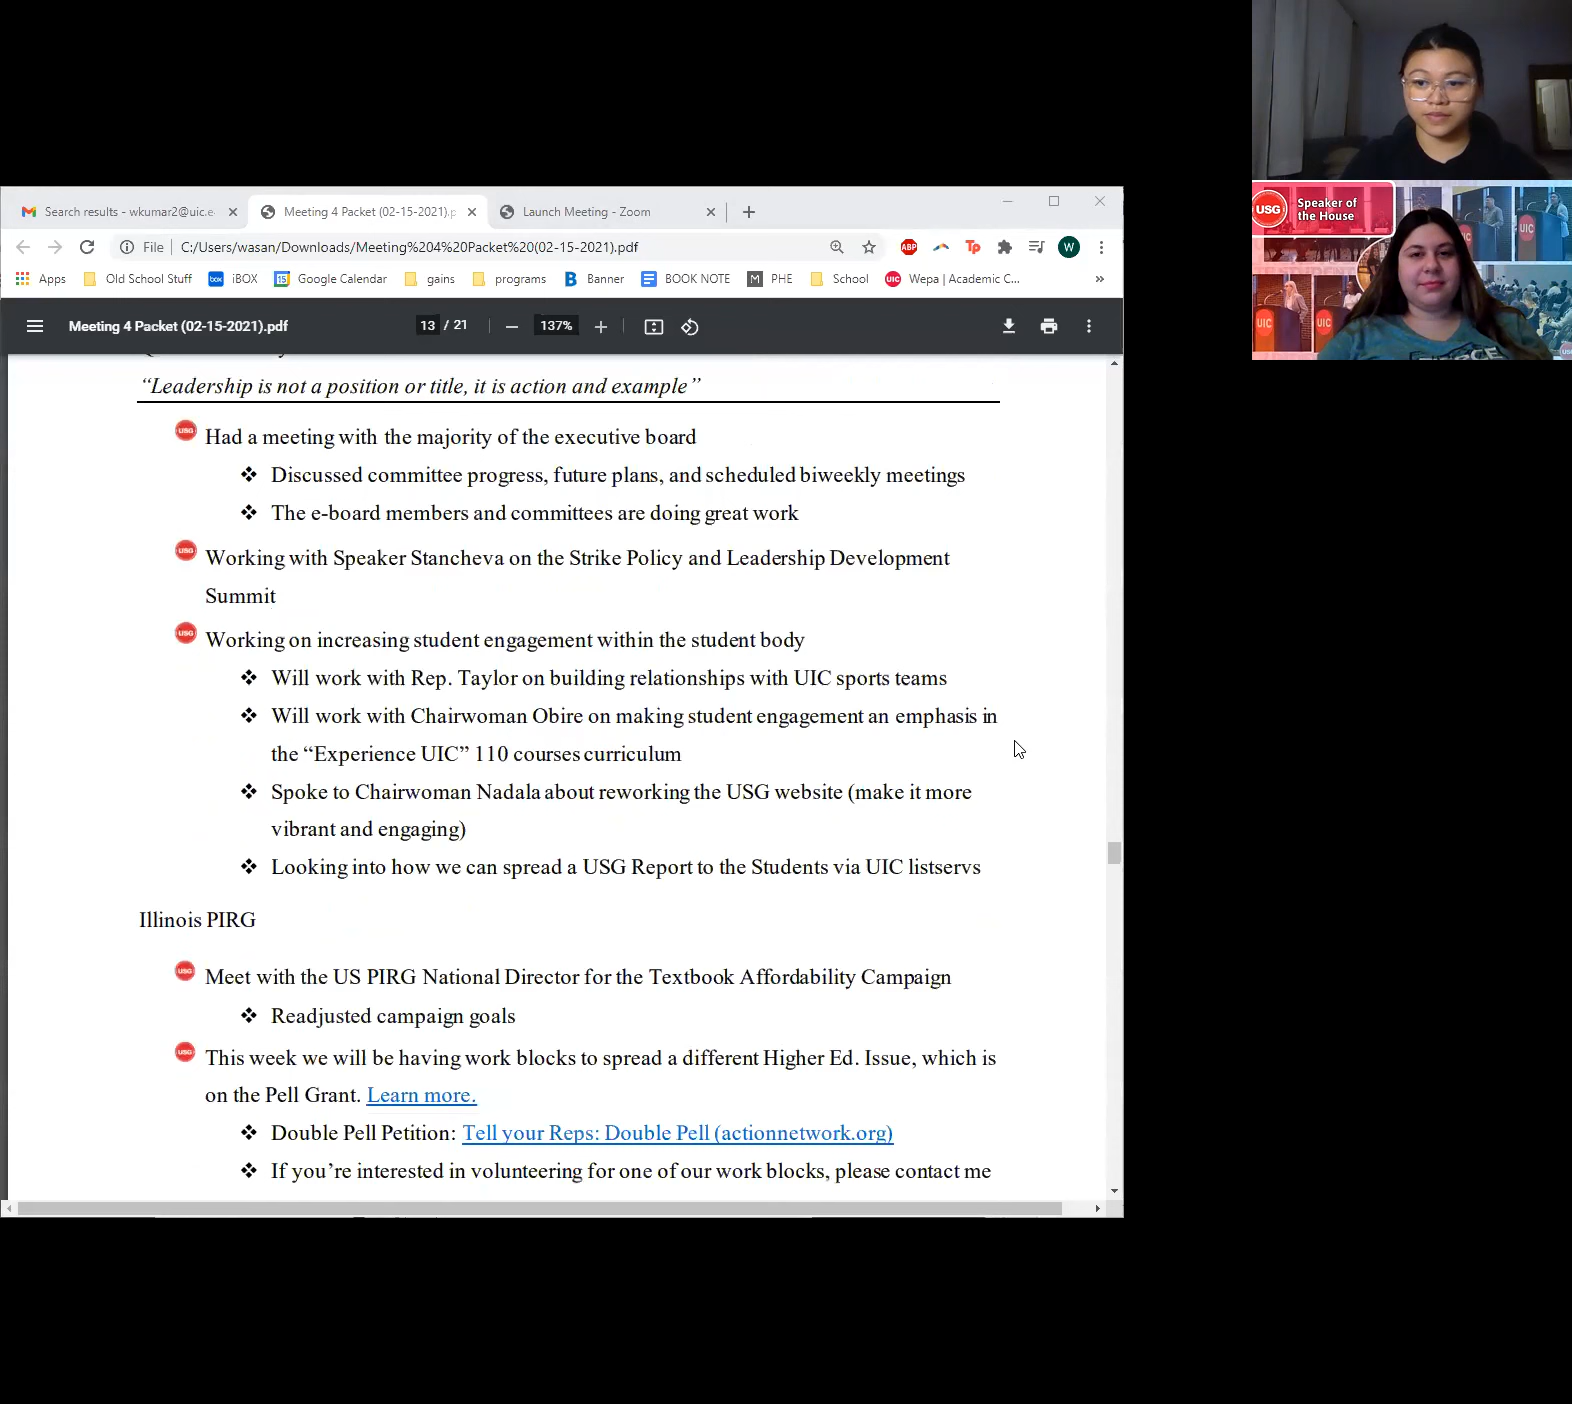 Search results - wkumar2@uic.e
Meeting 4 Packet (02-15-2021).p
Launch Meeting - Zoom
File
C:/Users/wasan/Downloads/Meeting%204%20Packet%20(02-15-2021).pdf
ABP
Tp
W
Apps
Old School Stuff
box
iBOX
15
Google Calendar
gains
programs
B
Banner
BOOK NOTE
M
PHE
School
UIC
Wepa | Academic C...
Meeting 4 Packet (02-15-2021).pdf
13 / 21
137%
“Leadership is not a position or title, it is action and example”
USG Had a meeting with the majority of the executive board
❖ Discussed committee progress, future plans, and scheduled biweekly meetings
❖ The e-board members and committees are doing great work
USG Working with Speaker Stancheva on the Strike Policy and Leadership Development
Summit
USG Working on increasing student engagement within the student body
❖ Will work with Rep. Taylor on building relationships with UIC sports teams
❖ Will work with Chairwoman Obire on making student engagement an emphasis in
the “Experience UIC” 110 courses curriculum
❖ Spoke to Chairwoman Nadala about reworking the USG website (make it more
vibrant and engaging)
❖ Looking into how we can spread a USG Report to the Students via UIC listservs
Illinois PIRG
USG Meet with the US PIRG National Director for the Textbook Affordability Campaign
❖ Readjusted campaign goals
USG This week we will be having work blocks to spread a different Higher Ed. Issue, which is
on the Pell Grant. Learn more.
❖ Double Pell Petition: Tell your Reps: Double Pell (actionnetwork.org)
❖ If you’re interested in volunteering for one of our work blocks, please contact me
USG
Speaker of
the House
UIC
UIC
UIC
UIC